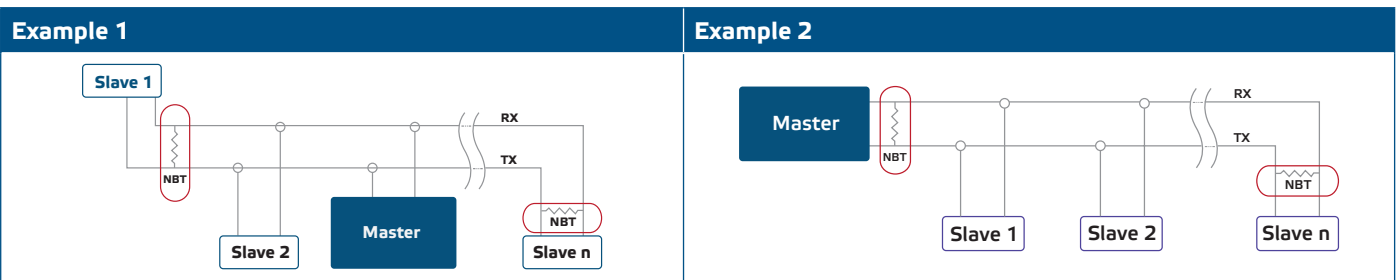 Example 1
Slave 1
RX
TX
NBT
Slave 2
Master
NBT
Slave n
Example 2
Master
RX
TX
NBT
NBT
Slave 1
Slave 2
Slave n